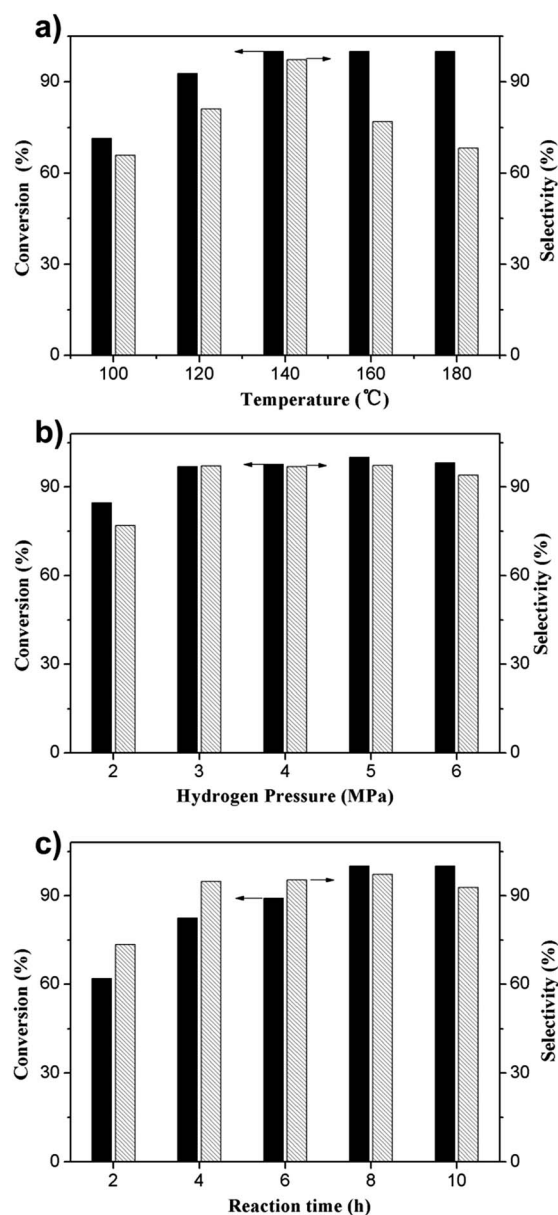 a)
Conversion (%)
90
60
30
0
Selectivity (%)
90
60
30
0
100 120 140 160 180
Temperature (℃)
b)
Conversion (%)
90
60
30
0
Selectivity (%)
90
60
30
0
2 3 4 5 6
Hydrogen Pressure (MPa)
c)
Conversion (%)
90
60
30
0
Selectivity (%)
90
60
30
0
2 4 6 8 10
Reaction time (h)